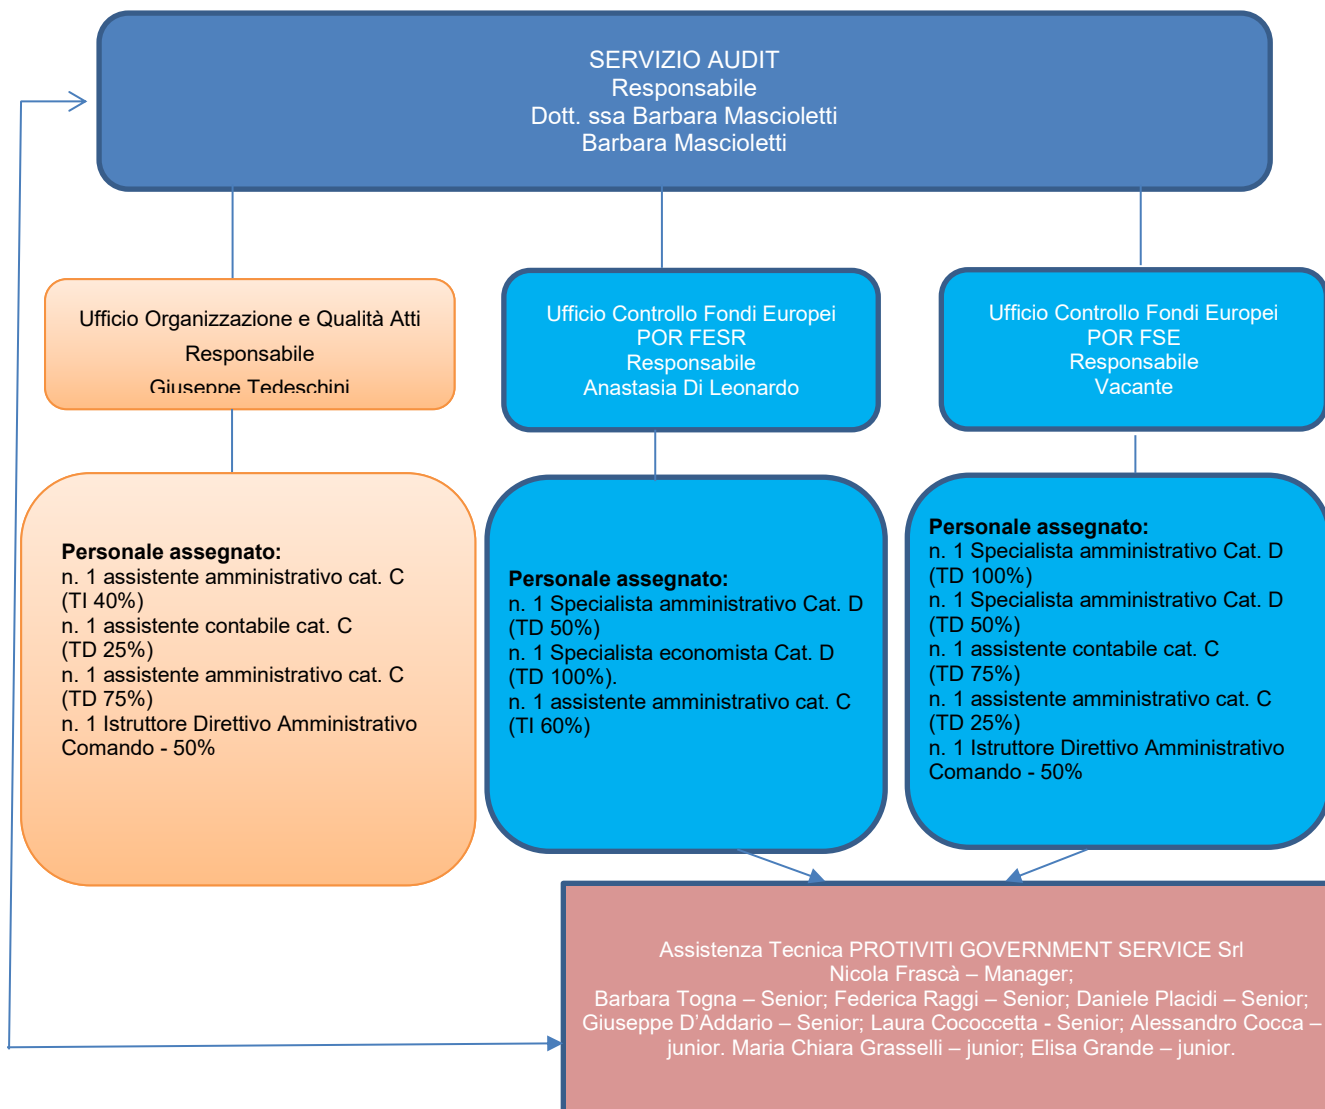 SERVIZIO AUDIT
Responsabile
Dott. ssa Barbara Mascioletti
Barbara Mascioletti
Ufficio Organizzazione e Qualità Atti
Responsabile
Giuseppe Tedeschini
Ufficio Controllo Fondi Europei
POR FESR
Responsabile
Anastasia Di Leonardo
Ufficio Controllo Fondi Europei
POR FSE
Responsabile
Vacante
Personale assegnato:
n. 1 assistente amministrativo cat. C
(TI 40%)
n. 1 assistente contabile cat. C
(TD 25%)
n. 1 assistente amministrativo cat. C
(TD 75%)
n. 1 Istruttore Direttivo Amministrativo
Comando - 50%
Personale assegnato:
n. 1 Specialista amministrativo Cat. D
(TD 50%)
n. 1 Specialista economista Cat. D
(TD 100%).
n. 1 assistente amministrativo cat. C
(TI 60%)
Personale assegnato:
n. 1 Specialista amministrativo Cat. D
(TD 100%)
n. 1 Specialista amministrativo Cat. D
(TD 50%)
n. 1 assistente contabile cat. C
(TD 75%)
n. 1 assistente amministrativo cat. C
(TD 25%)
n. 1 Istruttore Direttivo Amministrativo
Comando - 50%
Assistenza Tecnica PROTIVITI GOVERNMENT SERVICE Srl
Nicola Frascà – Manager;
Barbara Togna – Senior; Federica Raggi – Senior; Daniele Placidi – Senior;
Giuseppe D'Addario – Senior; Laura Cococcetta - Senior; Alessandro Cocca –
junior. Maria Chiara Grasselli – junior; Elisa Grande – junior.